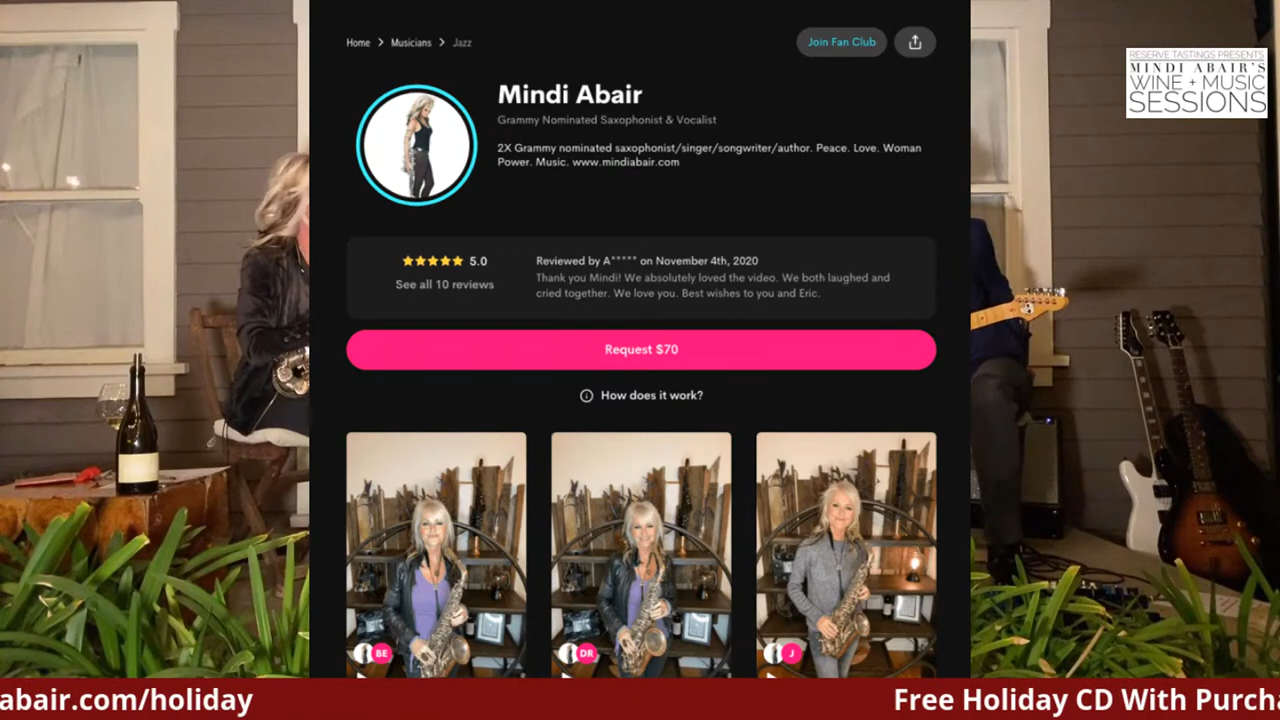 Home > Musicians > Jazz
Join Fan Club
Mindi Abair
Grammy Nominated Saxophonist & Vocalist
2X Grammy nominated saxophonist/singer/songwriter/author. Peace. Love. Woman
Power. Music. www.mindiabair.com
RESERVE TASTINGS PRESENTS
MINDI ABAIR'S
WINE + MUSIC
SESSIONS
5.0
See all 10 reviews
Reviewed by A***** on November 4th, 2020
Thank you Mindi! We absolutely loved the video. We both laughed and
cried together. We love you. Best wishes to you and Eric.
Request $70
How does it work?
BE
DR
J
abair.com/holiday
Free Holiday CD With Purcha